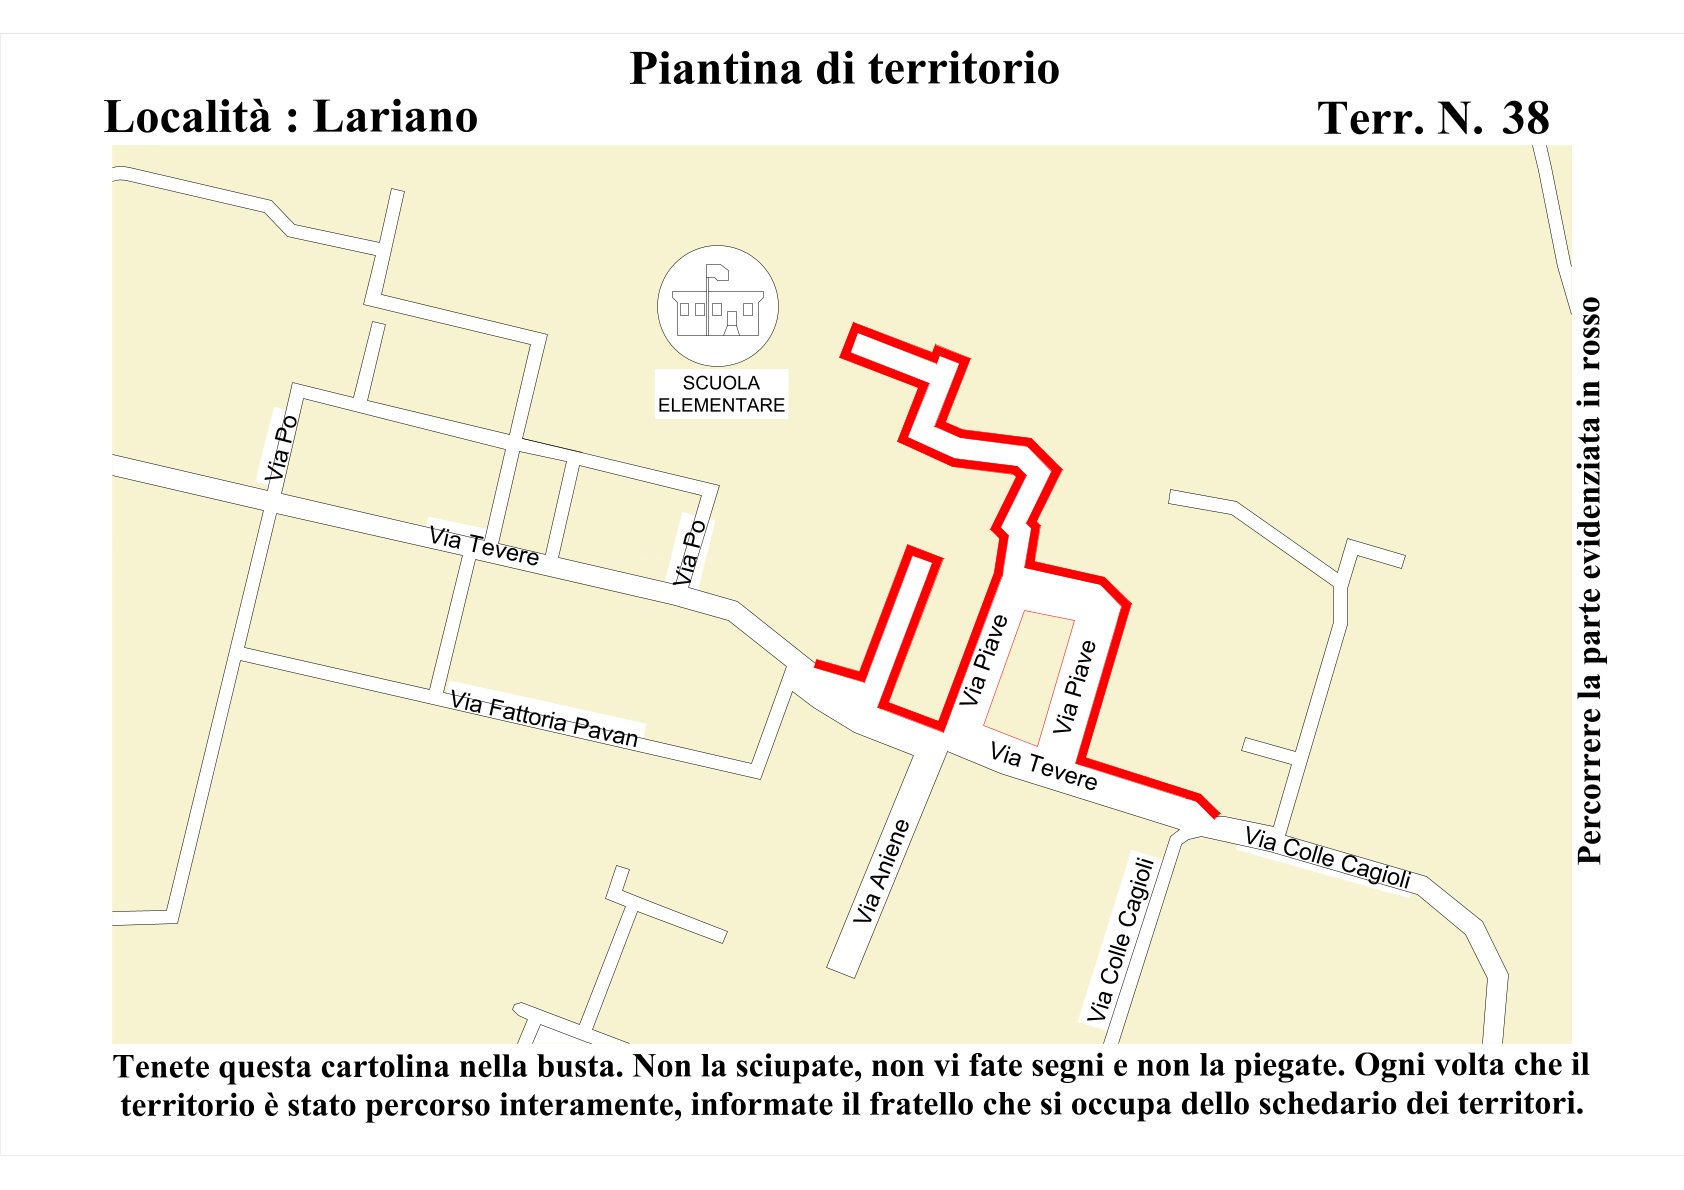 Piantina di territorio
Località : Lariano
Terr. N. 38
SCUOLA
ELEMENTARE
Via Po
Via Tevere
Via Po
Via Piave
Via Piave
Via Fattoria Pavan
Via Tevere
Via Aniene
Via Colle Cagioli
Via Colle Cagioli
Percorrere la parte evidenziata in rosso
Tenete questa cartolina nella busta. Non la sciupate, non vi fate segni e non la piegate. Ogni volta che il
territorio è stato percorso interamente, informate il fratello che si occupa dello schedario dei territori.